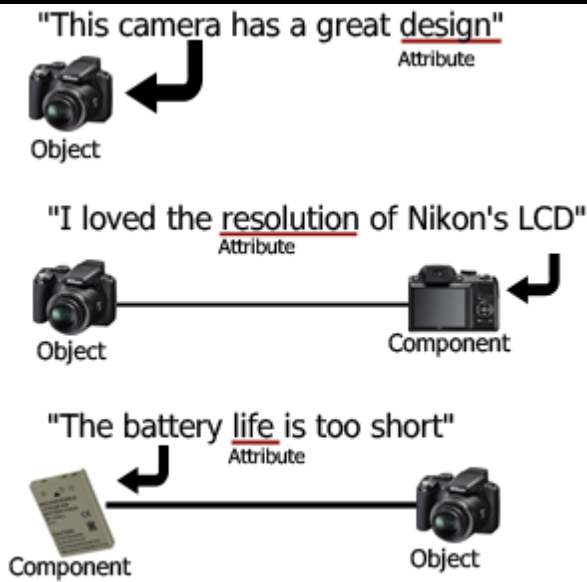 "This camera has a great design"
Attribute
Object
"I loved the resolution of Nikon's LCD"
Attribute
Object
Component
"The battery life is too short"
Attribute
Component
Object